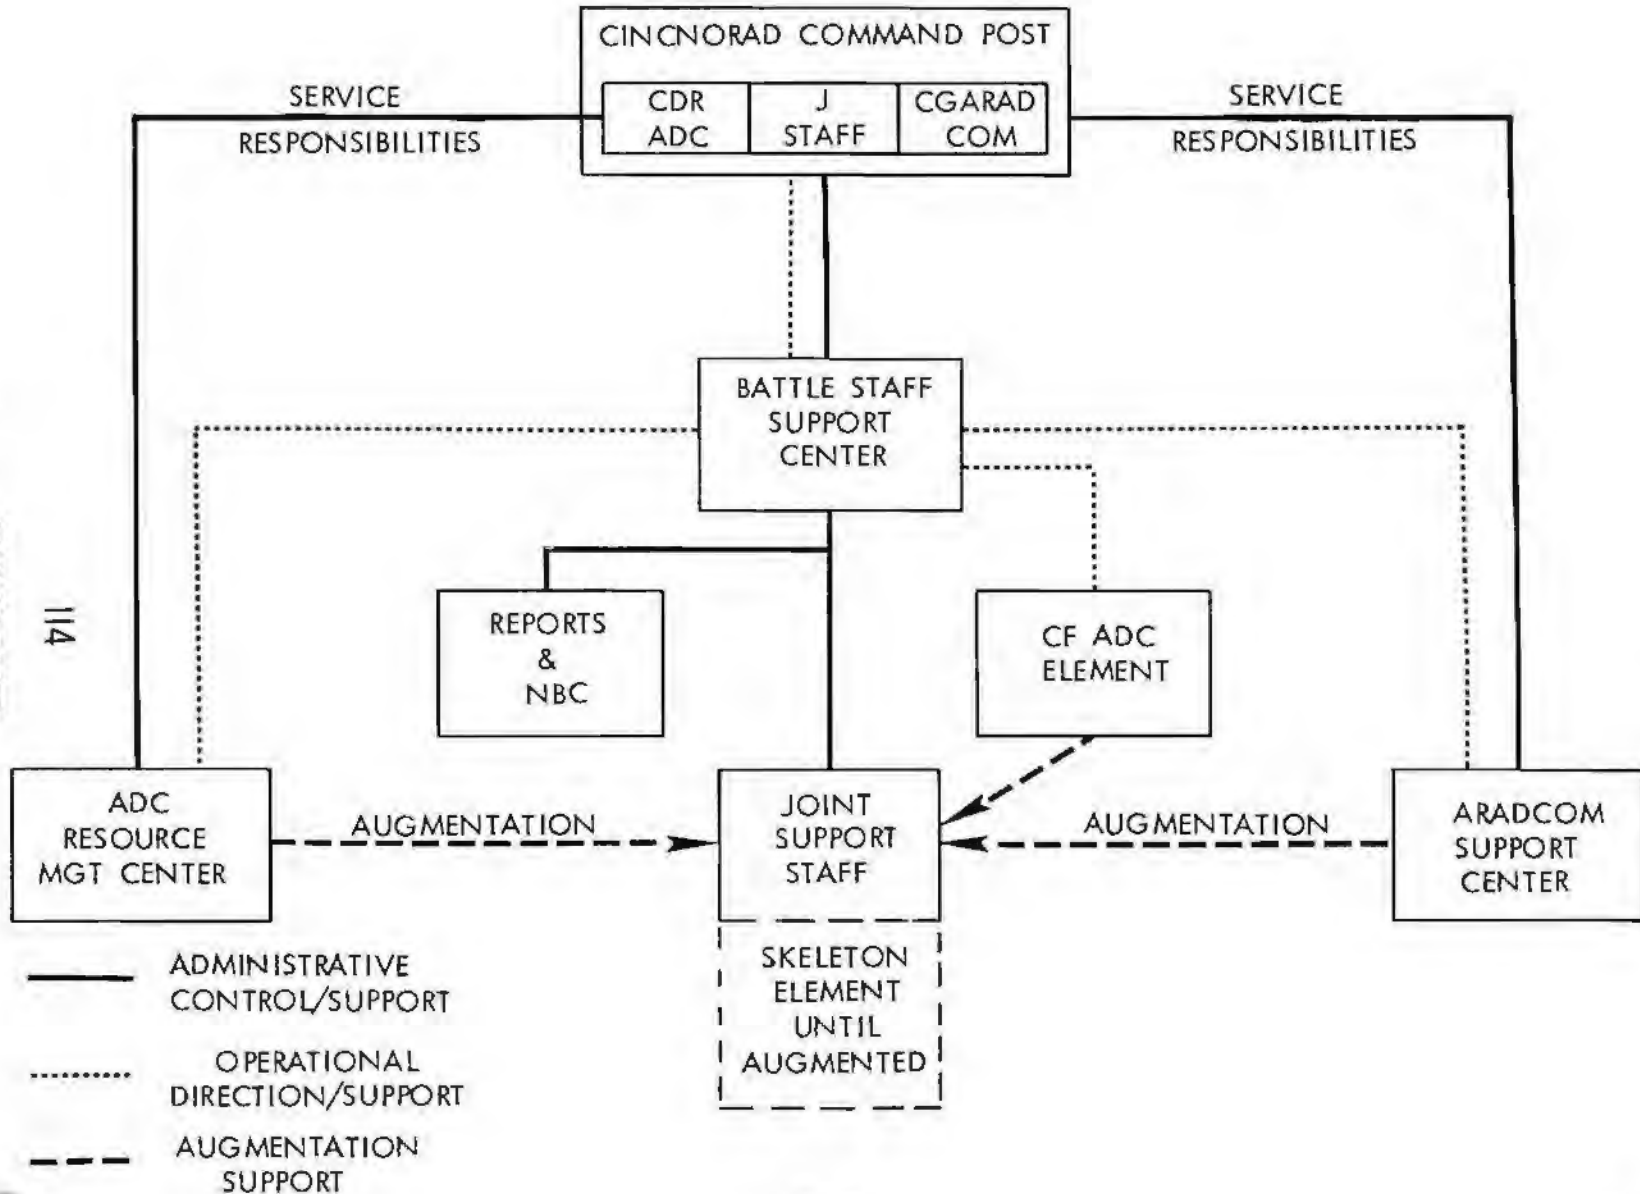 CINCNORAD COMMAND POST
CDR
ADC
J
STAFF
CGARAD
COM
SERVICE
RESPONSIBILITIES
SERVICE
RESPONSIBILITIES
BATTLE STAFF
SUPPORT
CENTER
REPORTS
&
NBC
CF ADC
ELEMENT
114
ADC
RESOURCE
MGT CENTER
AUGMENTATION
JOINT
SUPPORT
STAFF
AUGMENTATION
ARADCOM
SUPPORT
CENTER
SKELETON
ELEMENT
UNTIL
AUGMENTED
ADMINISTRATIVE
CONTROL/SUPPORT
OPERATIONAL
DIRECTION/SUPPORT
AUGMENTATION
SUPPORT